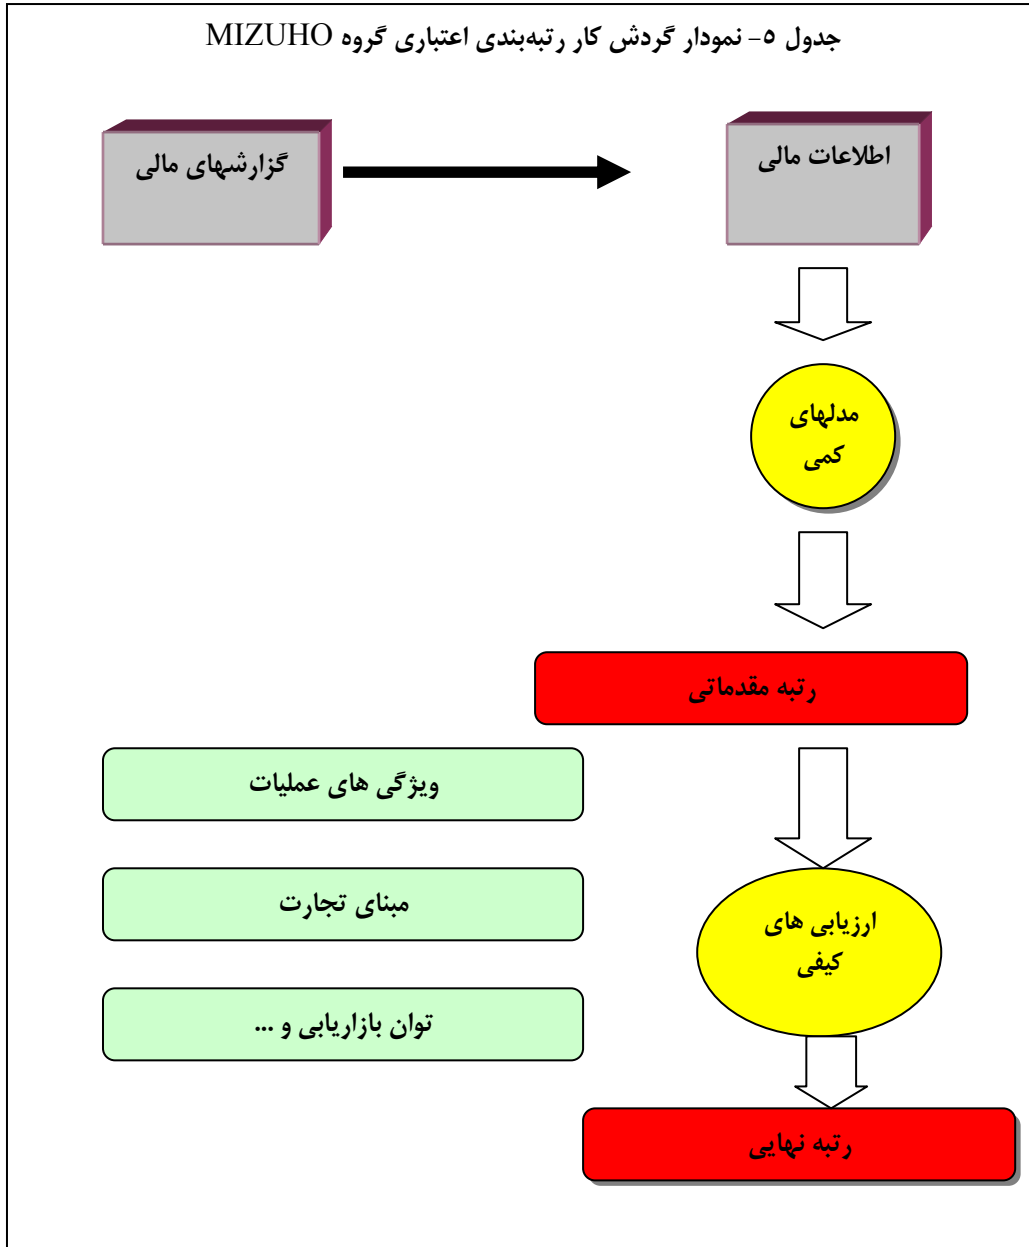 جدول ٥- نمودار گردش کار رتبه‌بندی اعتباری گروه MIZUHO
اطلاعات مالی
گزارشهای مالی
مدلهای
کمی
رتبه مقدماتی
ویژگی های عملیات
مبنای تجارت
ارزیابی های
کیفی
توان بازاریابی و ...
رتبه نهایی